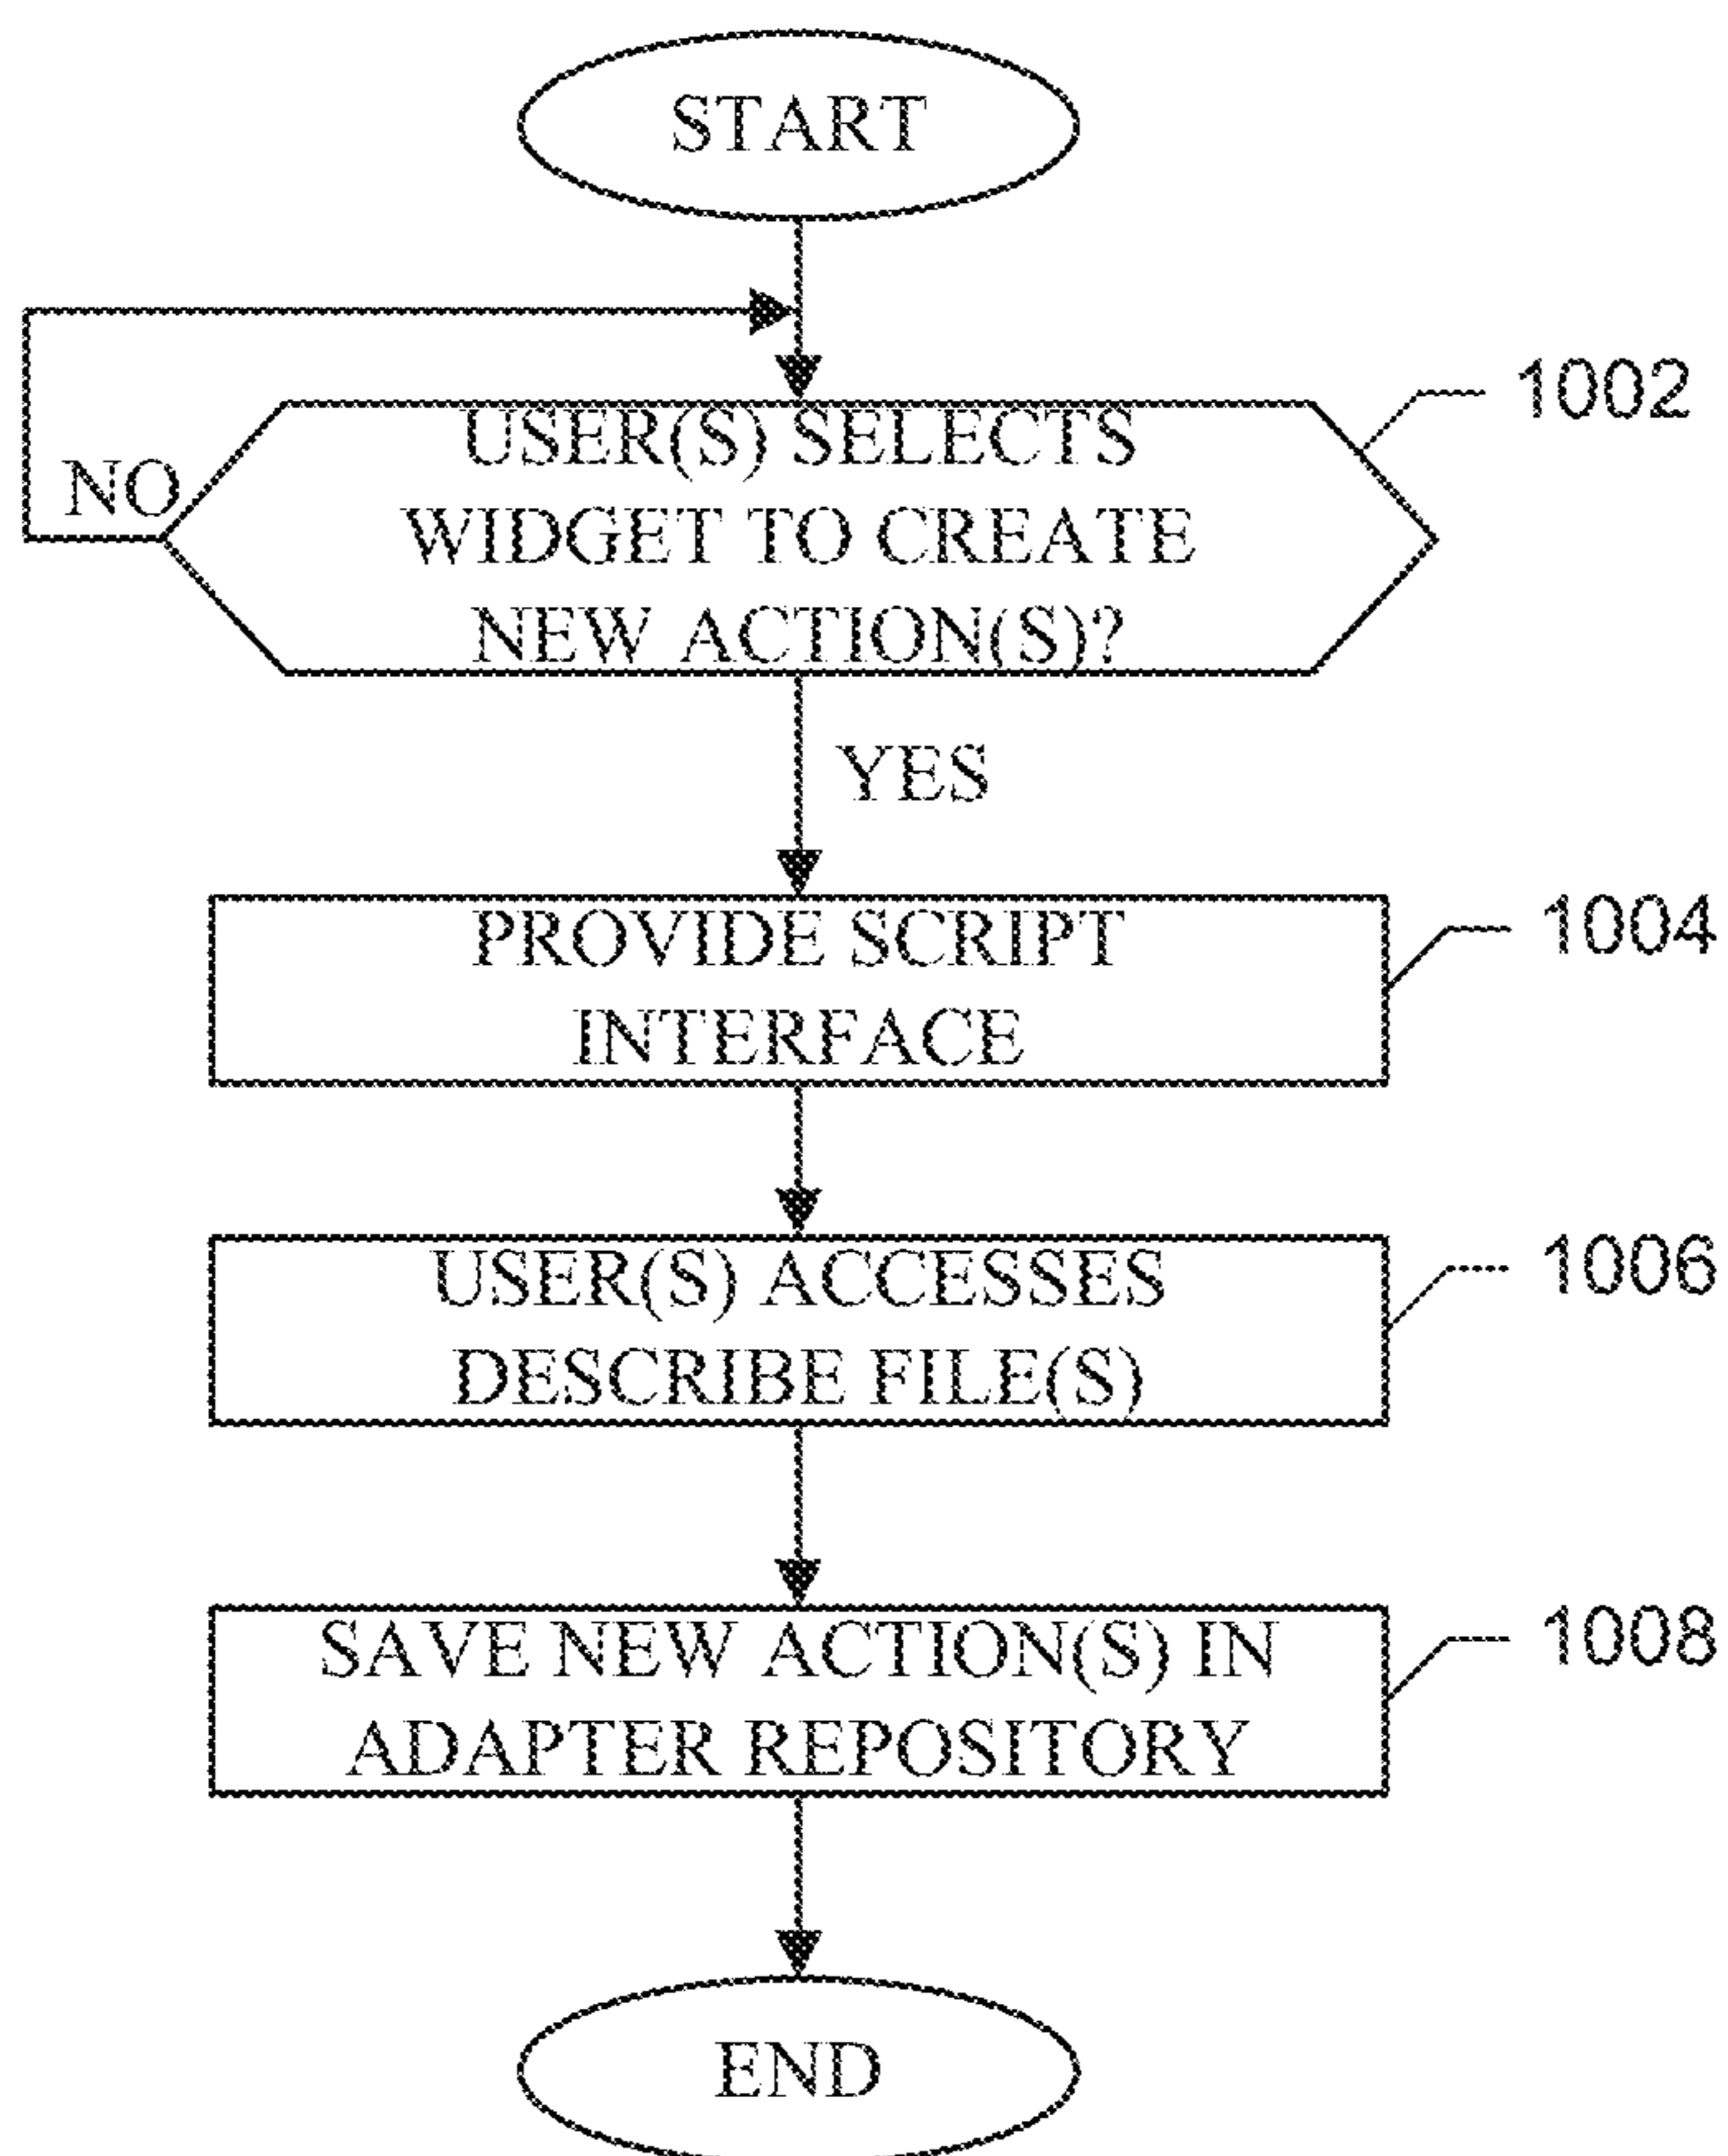 START
1002
USER(S) SELECTS
WIDGET TO CREATE
NEW ACTION(S)?
NO
YES
1004
PROVIDE SCRIPT
INTERFACE
1006
USER(S) ACCESSES
DESCRIBE FILE(S)
1008
SAVE NEW ACTION(S) IN
ADAPTER REPOSITORY
END